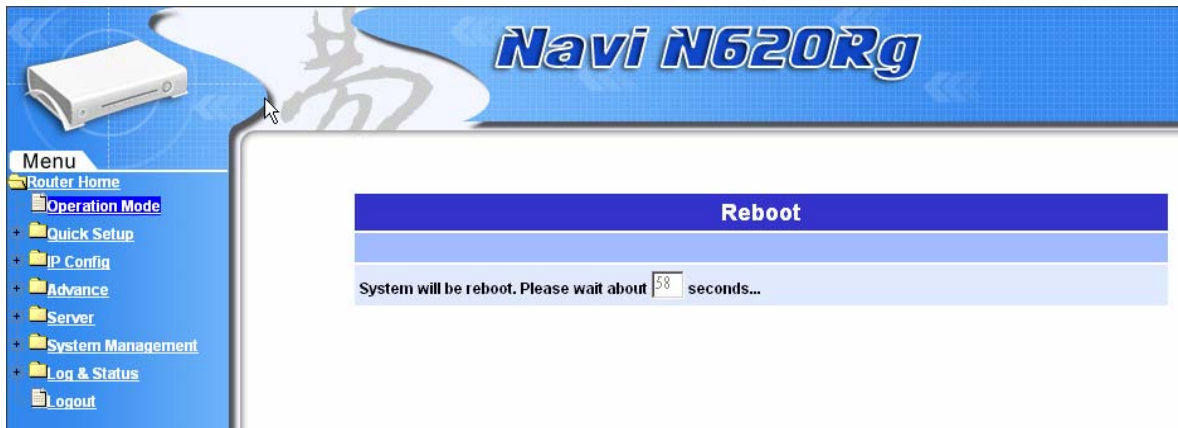 Navi N620Rg
易
Menu
Router Home
Operation Mode
Quick Setup
IP Config
Advance
Server
System Management
Log & Status
Logout
Reboot
System will be reboot. Please wait about 58 seconds...